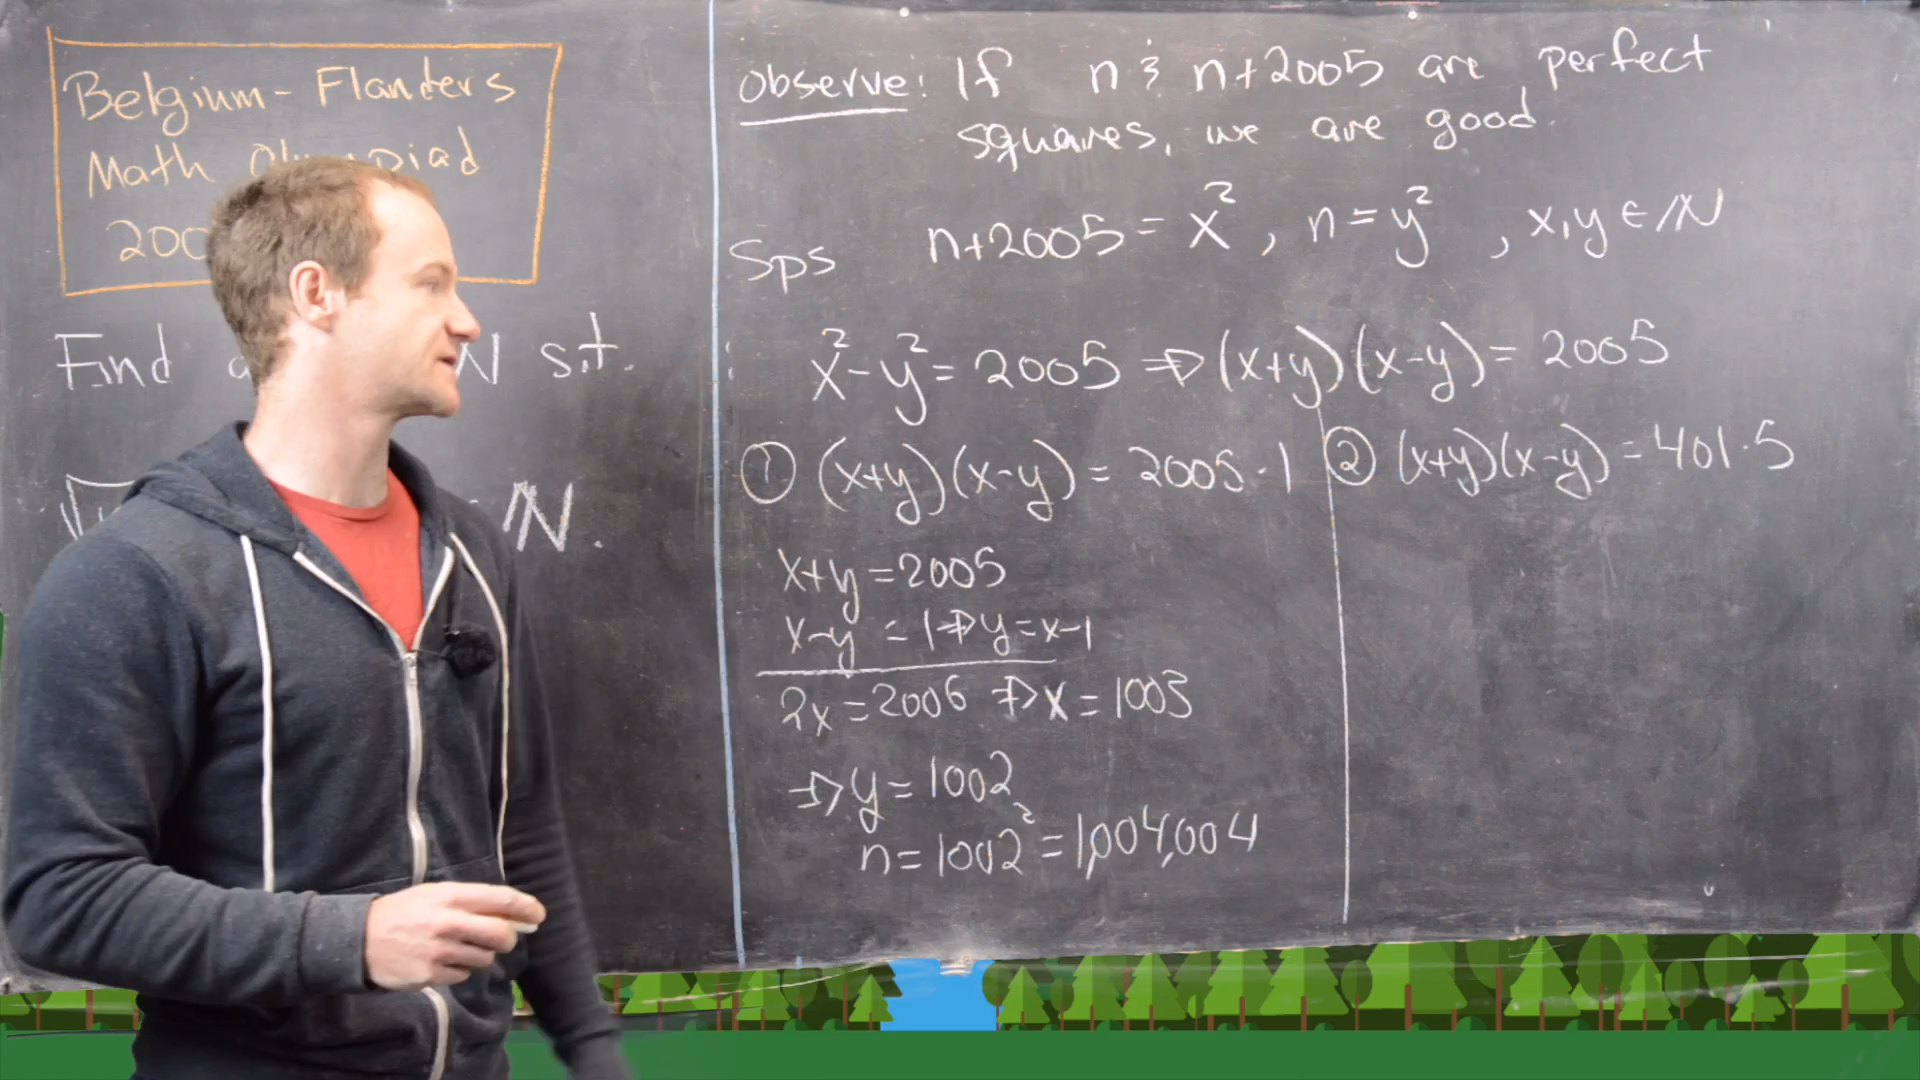 Belgium - Flanders
Math Olympiad
200
Find N s.t.
N.
Observe: If n & n+2005 are perfect
squares, we are good.
Sps n+2005 = x², n = y², x,y ∈ N
x² - y² = 2005 ⇒ (x+y)(x-y) = 2005
① (x+y)(x-y) = 2005·1
x+y = 2005
x-y = 1 ⇒ y = x-1
2x = 2006 ⇒ x = 1003
⇒ y = 1002
n = 1002² = 1,004,004
② (x+y)(x-y) = 401·5